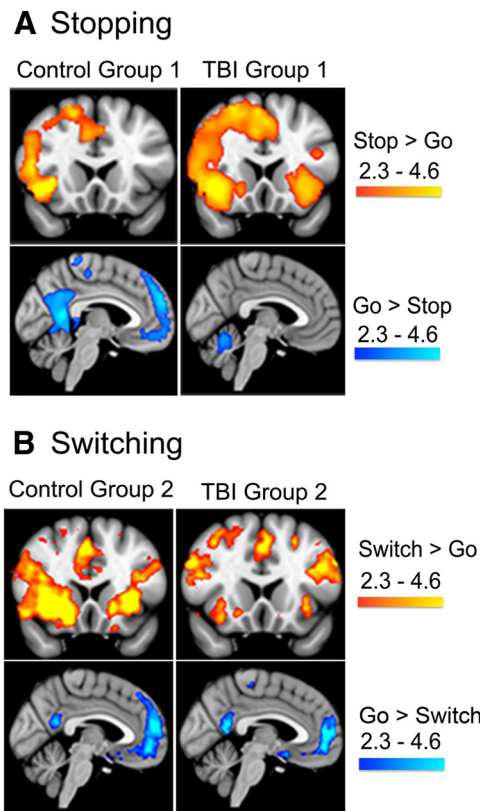 A Stopping
Control Group 1
TBI Group 1
Stop > Go
2.3 - 4.6
Go > Stop
2.3 - 4.6
B Switching
Control Group 2
TBI Group 2
Switch > Go
2.3 - 4.6
Go > Switch
2.3 - 4.6